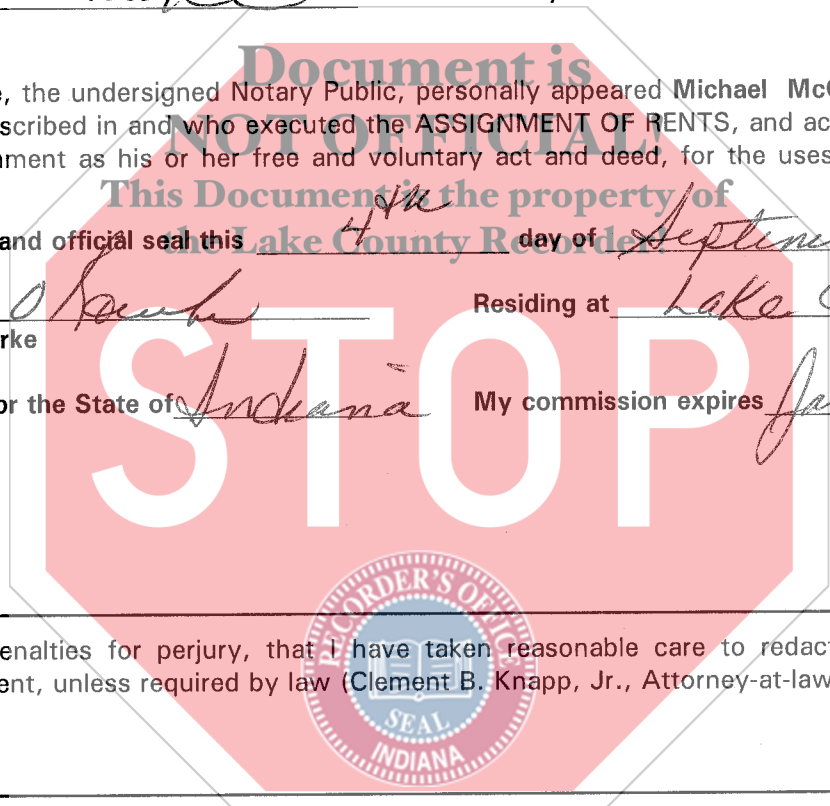 Document is
e, the undersigned Notary Public, personally appeared Michael McC
NOT OFFICIAL!
scribed in and who executed the ASSIGNMENT OF RENTS, and ac
nment as his or her free and voluntary act and deed, for the uses
This Document is the property of
the Lake County Recorder!
and official seal this 4th day of Septem
Residing at Lake C
rke
or the State of Indiana My commission expires Ja
STOP
RECORDER'S OFFICE
SEAL
INDIANA
enalties for perjury, that I have taken reasonable care to redact
ent, unless required by law (Clement B. Knapp, Jr., Attorney-at-law